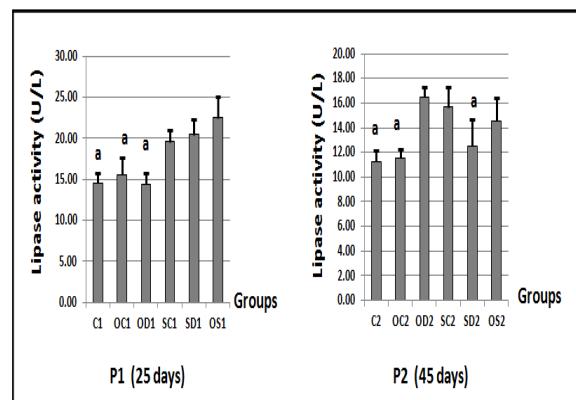 Lipase activity (U/L)
30.00
25.00
20.00
15.00
10.00
5.00
0.00
a
a
a
C1 OC1 OD1 SC1 SD1 OS1
Groups
P1 (25 days)
Lipase activity (U/L)
20.00
18.00
16.00
14.00
12.00
10.00
8.00
6.00
4.00
2.00
0.00
a
a
a
C2 OC2 OD2 SC2 SD2 OS2
Groups
P2 (45 days)